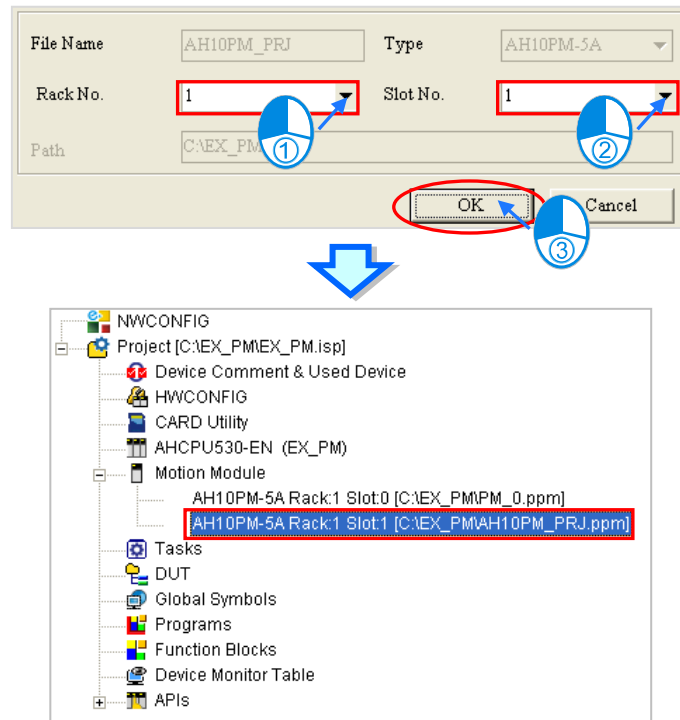 File Name AH10PM_PRJ Type AH10PM-5A
Rack No. 1 Slot No. 1
① ②
Path C:\EX_PM
OK Cancel
③
NWCONFIG
Project [C:\EX_PM\EX_PM.isp]
Device Comment & Used Device
HWCONFIG
CARD Utility
AHCPU530-EN (EX_PM)
Motion Module
AH10PM-5A Rack:1 Slot:0 [C:\EX_PM\PM_0.ppm]
AH10PM-5A Rack:1 Slot:1 [C:\EX_PM\AH10PM_PRJ.ppm]
Tasks
DUT
Global Symbols
Programs
Function Blocks
Device Monitor Table
APIs